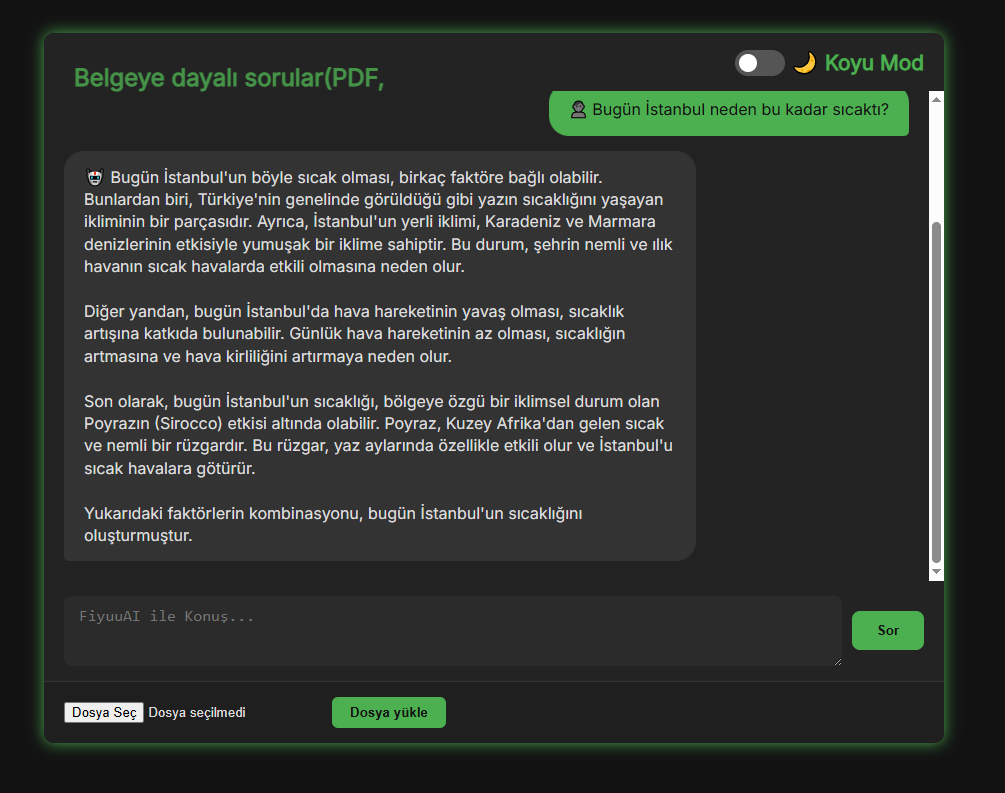 Belgeye dayalı sorular(PDF,
Koyu Mod
Bugün İstanbul neden bu kadar sıcaktı?
Bugün İstanbul'un böyle sıcak olması, birkaç faktöre bağlı olabilir.
Bunlardan biri, Türkiye'nin genelinde görüldüğü gibi yazın sıcaklığını yaşayan
ikliminin bir parçasıdır. Ayrıca, İstanbul'un yerli iklimi, Karadeniz ve Marmara
denizlerinin etkisiyle yumuşak bir iklime sahiptir. Bu durum, şehrin nemli ve ılık
havanın sıcak havalarda etkili olmasına neden olur.
Diğer yandan, bugün İstanbul'da hava hareketinin yavaş olması, sıcaklık
artışına katkıda bulunabilir. Günlük hava hareketinin az olması, sıcaklığın
artmasına ve hava kirliliğini artırmaya neden olur.
Son olarak, bugün İstanbul'un sıcaklığı, bölgeye özgü bir iklimsel durum olan
Poyrazın (Sirocco) etkisi altında olabilir. Poyraz, Kuzey Afrika'dan gelen sıcak
ve nemli bir rüzgardır. Bu rüzgar, yaz aylarında özellikle etkili olur ve İstanbul'u
sıcak havalara götürür.
Yukarıdaki faktörlerin kombinasyonu, bugün İstanbul'un sıcaklığını
oluşturmuştur.
FiyuuAI ile Konuş...
Sor
Dosya Seç Dosya seçilmedi
Dosya yükle